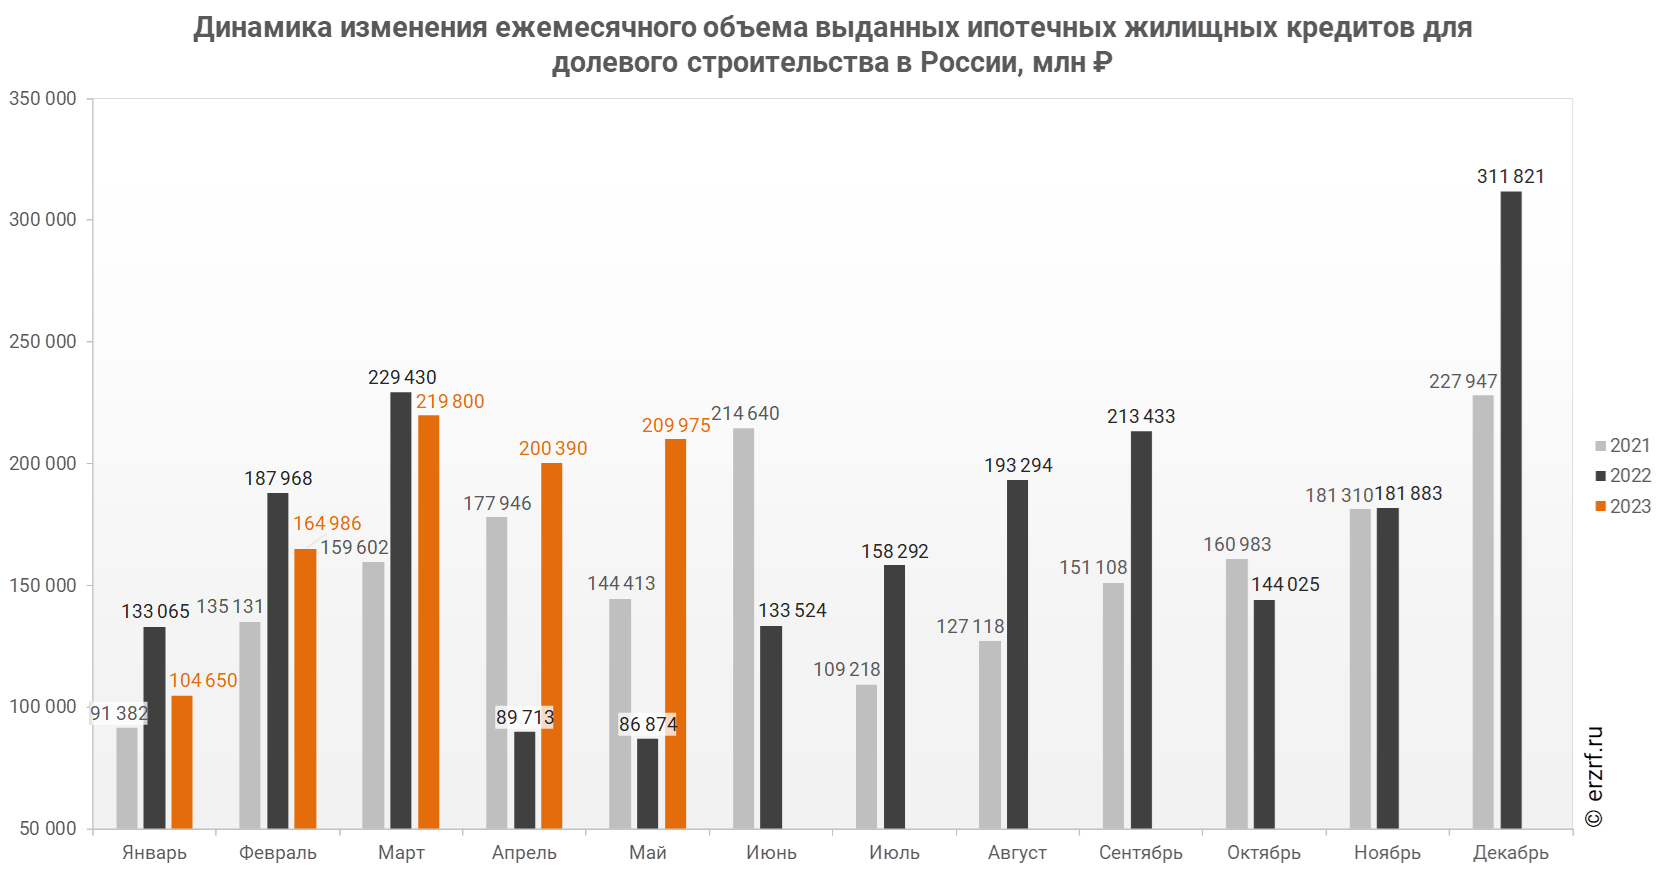 Динамика изменения ежемесячного объема выданных ипотечных жилищных кредитов для
долевого строительства в России, млн ₽
350 000
300 000
250 000
200 000
150 000
100 000
50 000
91 382
133 065
104 650
135 131
187 968
164 986
159 602
229 430
219 800
177 946
89 713
200 390
144 413
86 874
209 975
214 640
133 524
109 218
158 292
127 118
193 294
151 108
213 433
160 983
144 025
181 310
181 883
227 947
311 821
Январь
Февраль
Март
Апрель
Май
Июнь
Июль
Август
Сентябрь
Октябрь
Ноябрь
Декабрь
2021
2022
2023
© erzrf.ru